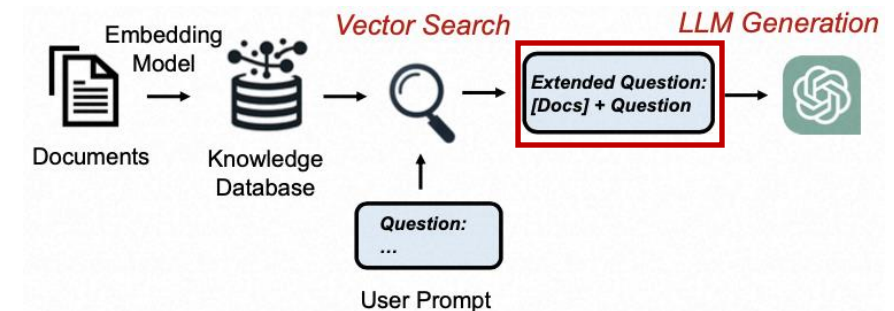 Embedding
Model
Vector Search
LLM Generation
Extended Question:
[Docs] + Question
Documents
Knowledge
Database
Question:
...
User Prompt